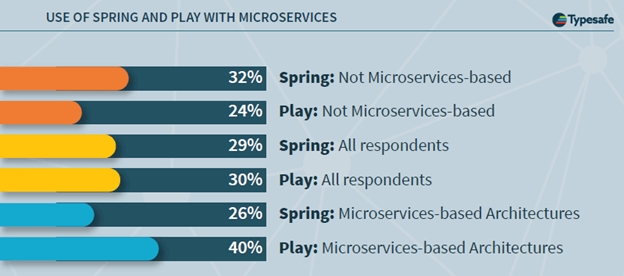 USE OF SPRING AND PLAY WITH MICROSERVICES
Typesafe
32% Spring: Not Microservices-based
24% Play: Not Microservices-based
29% Spring: All respondents
30% Play: All respondents
26% Spring: Microservices-based Architectures
40% Play: Microservices-based Architectures